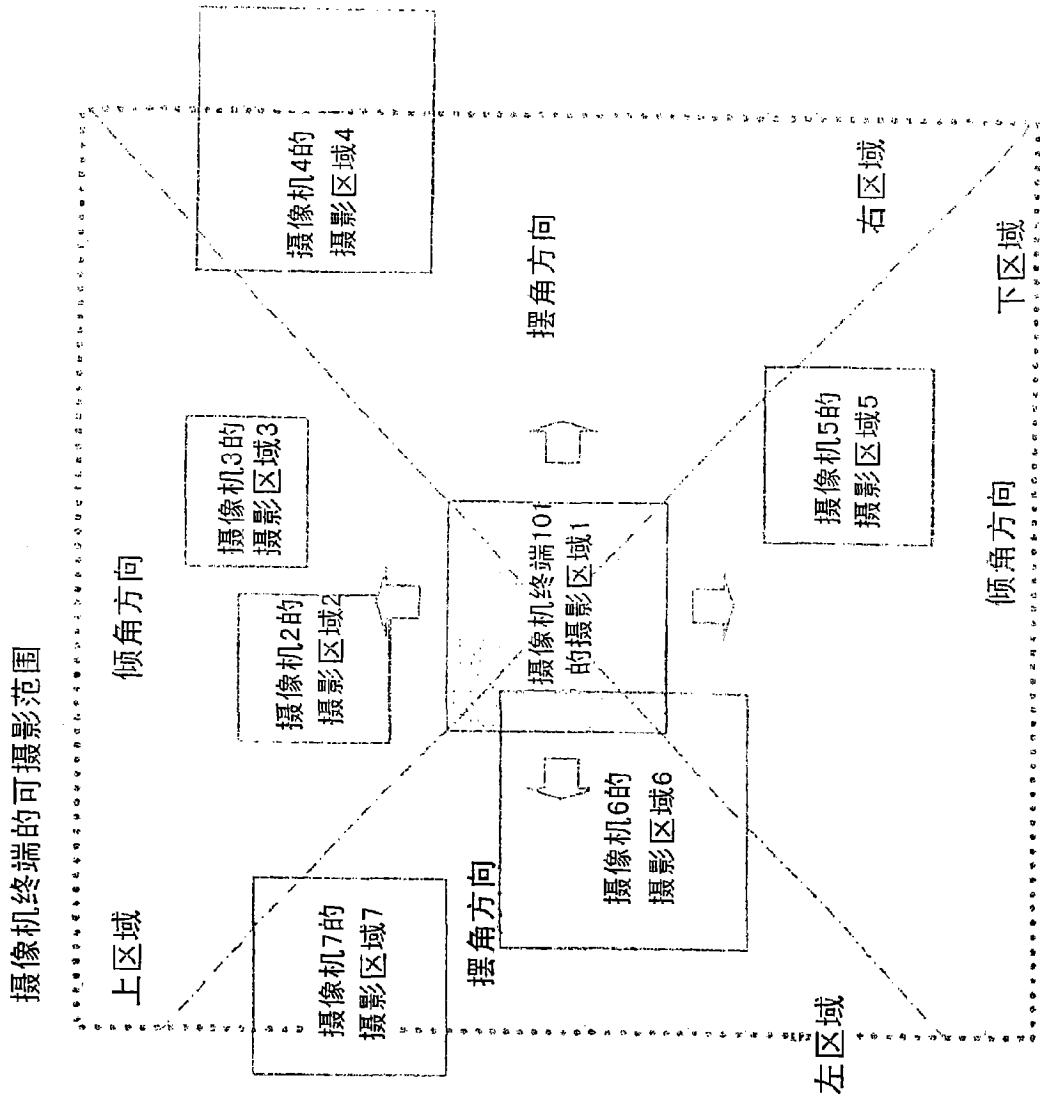 摄像机终端的可摄影范围
上区域
倾角方向
摄像机7的
摄影区域7
摄像机2的
摄影区域2
摄像机3的
摄影区域3
摄像机4的
摄影区域4
摆角方向
摄像机终端101
的摄影区域1
摆角方向
摄像机6的
摄影区域6
摄像机5的
摄影区域5
左区域
右区域
倾角方向
下区域